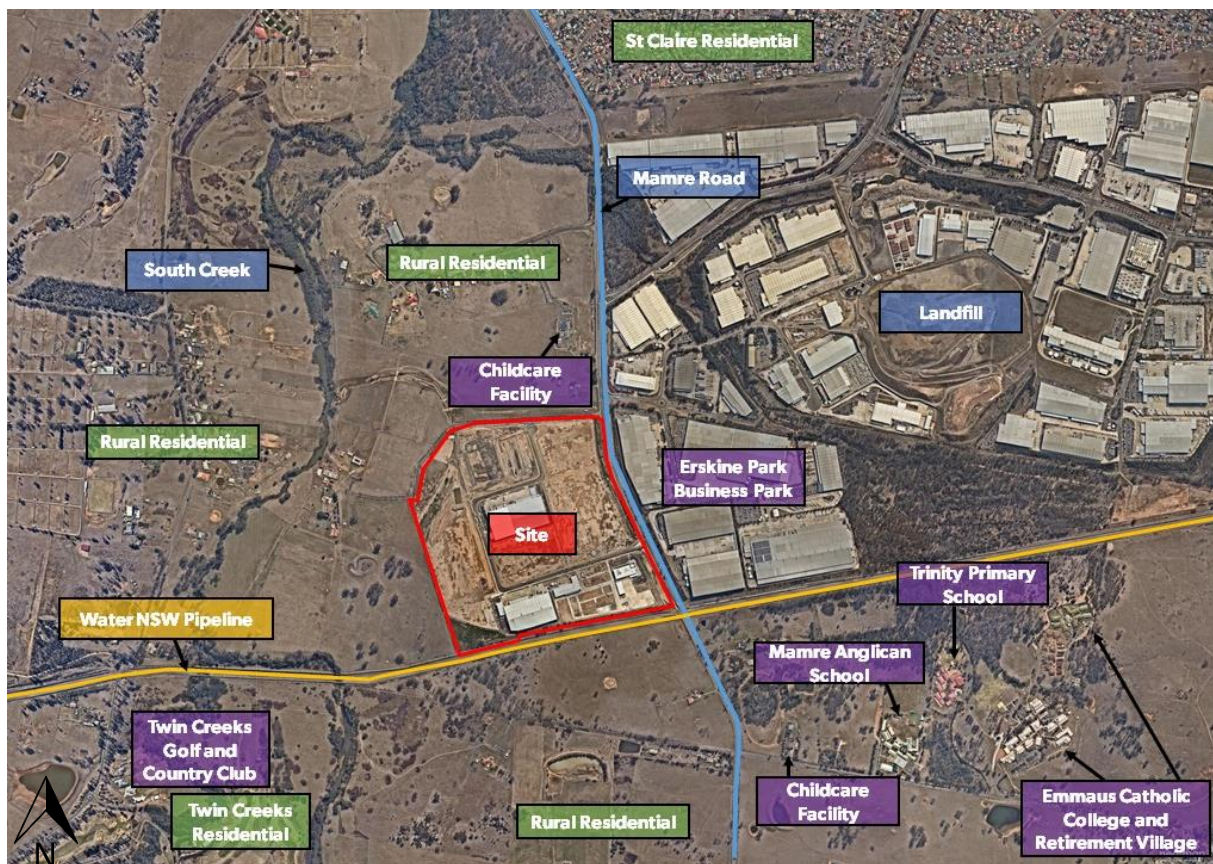 St Claire Residential
Mamre Road
South Creek
Rural Residential
Landfill
Childcare
Facility
Rural Residential
Erskine Park
Business Park
Site
Trinity Primary
School
Water NSW Pipeline
Mamre Anglican
School
Twin Creeks
Golf and
Country Club
Childcare
Facility
Emmaus Catholic
College and
Retirement Village
Twin Creeks
Residential
Rural Residential
N